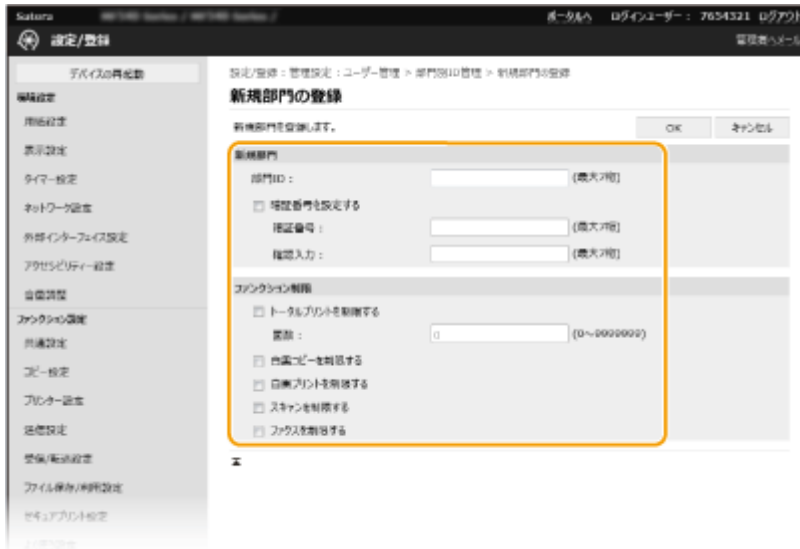 Satera
ポータルへ ログインユーザー: 7654321 ログアウト
設定/登録
管理者へメール
デバイスの再起動
設定/登録 : 管理設定 : ユーザー管理 > 部門別ID管理 > 新規部門の登録
新規部門の登録
新規部門を登録します。
OK キャンセル
環境設定
用紙設定
表示設定
タイマー設定
ネットワーク設定
外部インターフェイス設定
アクセシビリティー設定
音量調整
ファンクション設定
共通設定
コピー設定
プリンター設定
送信設定
受信/転送設定
ファイル保存/利用設定
セキュアプリント設定
新規部門
部門ID : (最大7桁)
暗証番号を設定する
暗証番号 : (最大7桁)
確認入力 : (最大7桁)
ファンクション制限
トータルプリントを制限する
面数 : 0 (0~9999999)
白黒コピーを制限する
白黒プリントを制限する
スキャンを制限する
ファクスを制限する